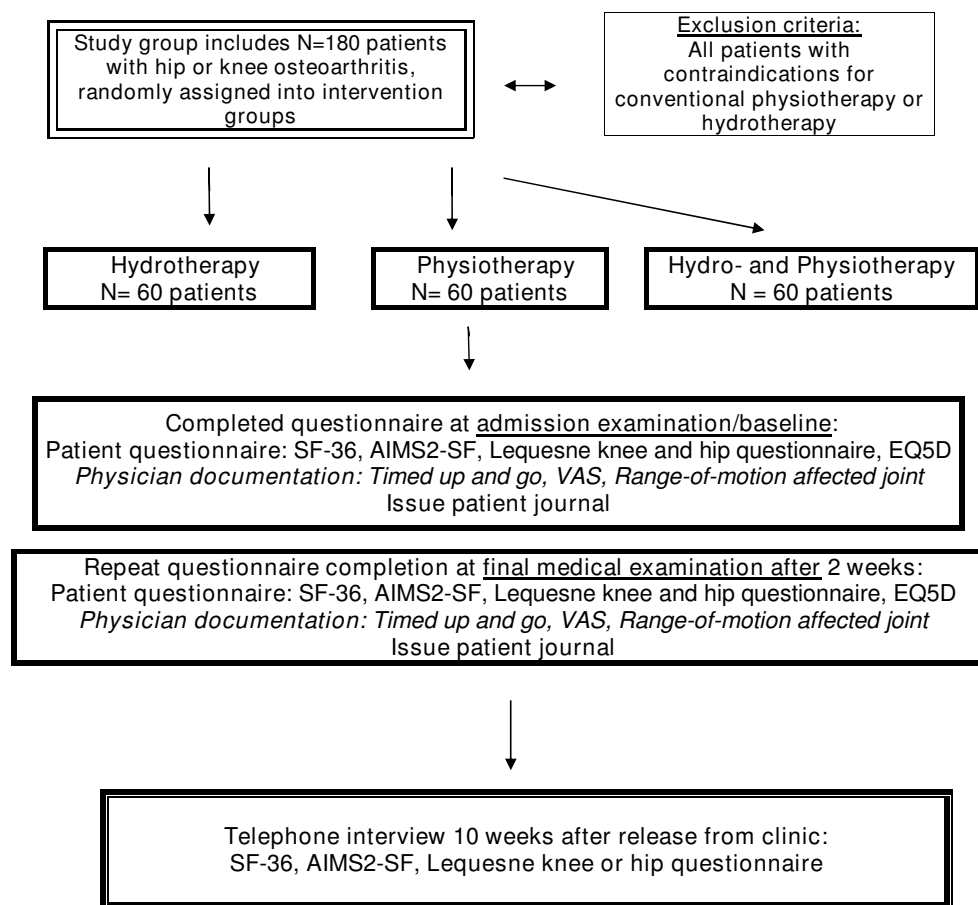 Study group includes N=180 patients
with hip or knee osteoarthritis,
randomly assigned into intervention
groups
Exclusion criteria:
All patients with
contraindications for
conventional physiotherapy or
hydrotherapy
Hydrotherapy
N= 60 patients
Physiotherapy
N= 60 patients
Hydro- and Physiotherapy
N = 60 patients
Completed questionnaire at admission examination/baseline:
Patient questionnaire: SF-36, AIMS2-SF, Lequesne knee and hip questionnaire, EQ5D
Physician documentation: Timed up and go, VAS, Range-of-motion affected joint
Issue patient journal
Repeat questionnaire completion at final medical examination after 2 weeks:
Patient questionnaire: SF-36, AIMS2-SF, Lequesne knee and hip questionnaire, EQ5D
Physician documentation: Timed up and go, VAS, Range-of-motion affected joint
Issue patient journal
Telephone interview 10 weeks after release from clinic:
SF-36, AIMS2-SF, Lequesne knee or hip questionnaire